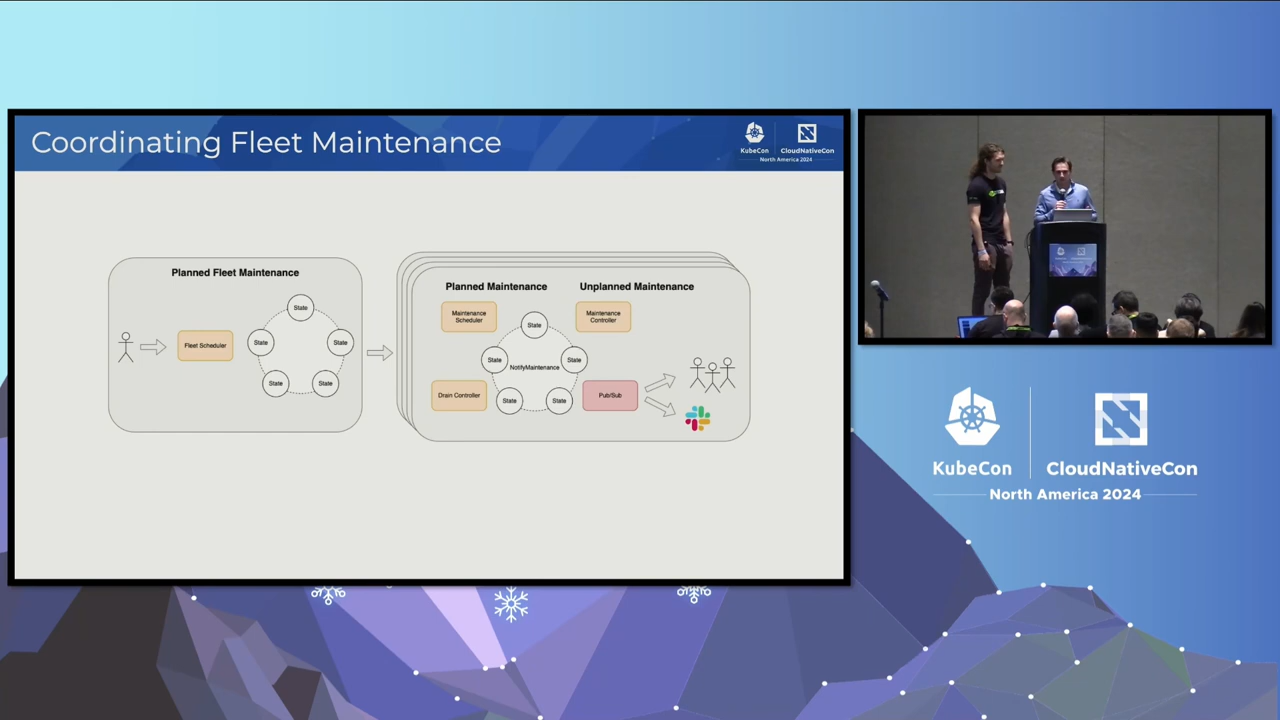 Coordinating Fleet Maintenance
KubeCon
CloudNativeCon
North America 2024
Planned Fleet Maintenance
Fleet Scheduler
State
State
State
State
State
Planned Maintenance
Unplanned Maintenance
Maintenance
Scheduler
Maintenance
Controller
State
State
State
NotifyMaintenance
Drain Controller
State
State
Pub/Sub
KubeCon
CloudNativeCon
North America 2024